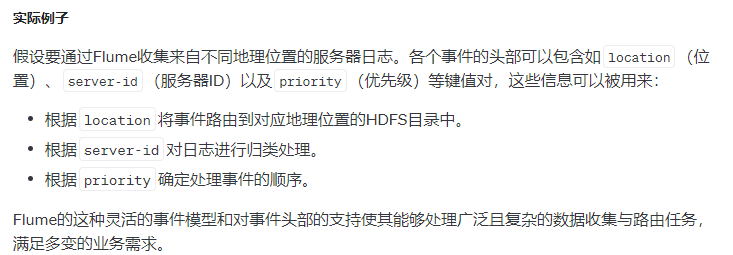 实际例子
假设要通过Flume收集来自不同地理位置的服务器日志。各个事件的头部可以包含如 location （位
置）、 server-id （服务器ID）以及 priority （优先级）等键值对，这些信息可以被用来：
• 根据 location 将事件路由到对应地理位置的HDFS目录中。
• 根据 server-id 对日志进行归类处理。
• 根据 priority 确定处理事件的顺序。
Flume的这种灵活的事件模型和对事件头部的支持使其能够处理广泛且复杂的数据收集与路由任务，
满足多变的业务需求。